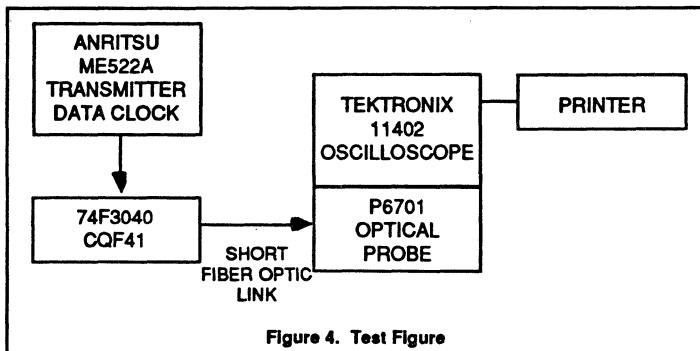 ANRITSU
ME522A
TRANSMITTER
DATA CLOCK
74F3040
CQF41
SHORT
FIBER OPTIC
LINK
TEKTRONIX
11402
OSCILLOSCOPE
P6701
OPTICAL
PROBE
PRINTER
Figure 4. Test Figure